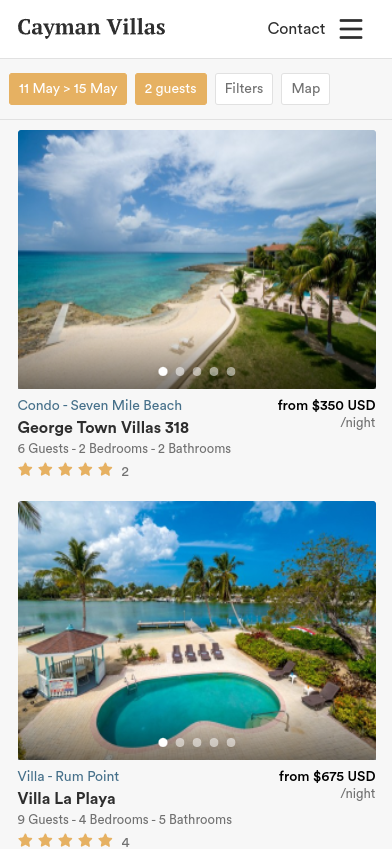 Cayman Villas
Contact
11 May > 15 May
2 guests
Filters
Map
Condo - Seven Mile Beach
from $350 USD
George Town Villas 318
/night
6 Guests - 2 Bedrooms - 2 Bathrooms
2
Villa - Rum Point
from $675 USD
Villa La Playa
/night
9 Guests - 4 Bedrooms - 5 Bathrooms
4